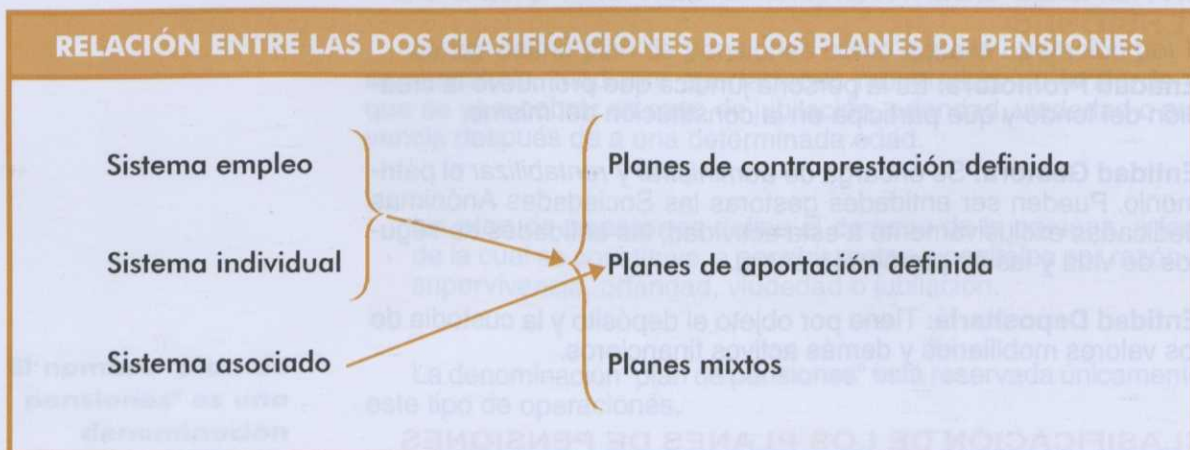 RELACIÓN ENTRE LAS DOS CLASIFICACIONES DE LOS PLANES DE PENSIONES
Sistema empleo
Planes de contraprestación definida
Sistema individual
Planes de aportación definida
Sistema asociado
Planes mixtos